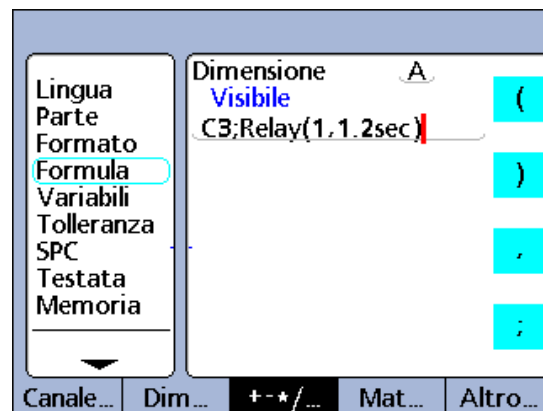 Lingua
Parte
Formato
Formula
Variabili
Tolleranza
SPC
Testata
Memoria
Dimensione A
Visibile
C3;Relay(1,1.2sec)
(
)
,
;
Canale... Dim... +-*/... Mat... Altro...